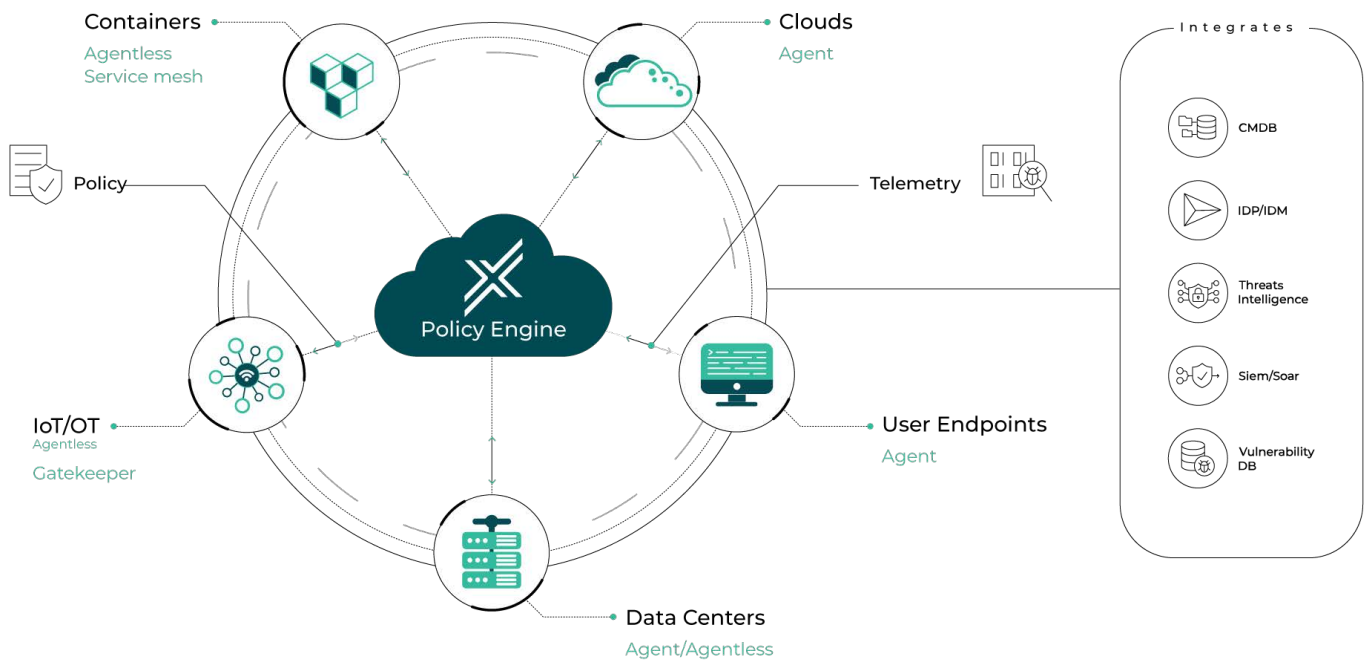 Containers
Agentless
Service mesh
Clouds
Agent
Integrates
CMDB
Policy
Telemetry
IDP/IDM
Threats
Intelligence
Policy Engine
Siem/Soar
IoT/OT
Agentless
Gatekeeper
User Endpoints
Agent
Vulnerability
DB
Data Centers
Agent/Agentless